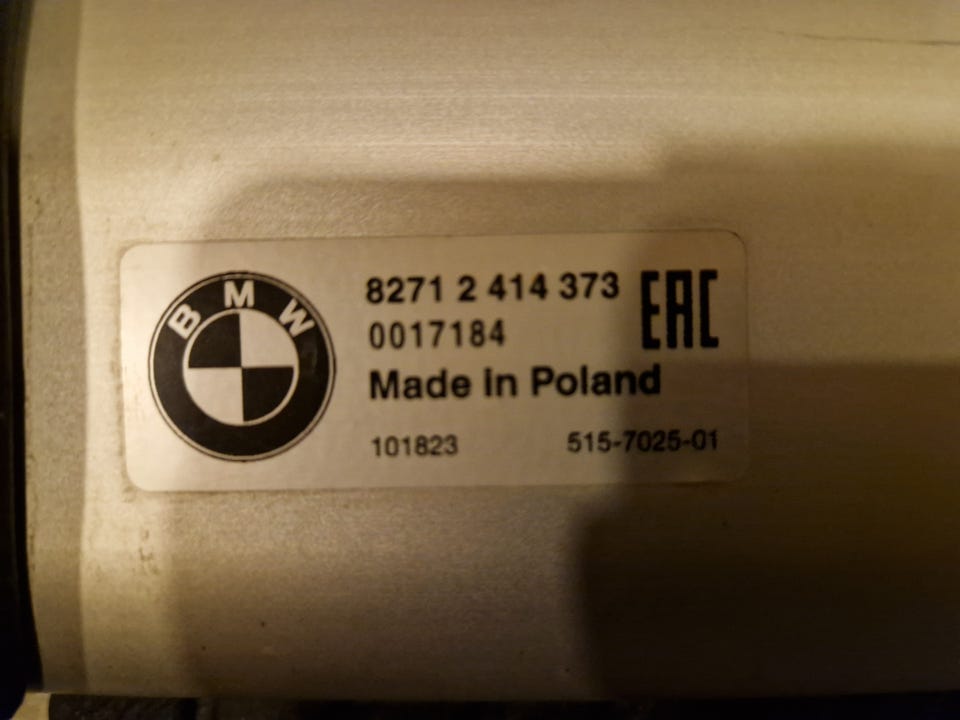 BMW
8271 2 414 373
EAC
0017184
Made in Poland
101823 515-7025-01